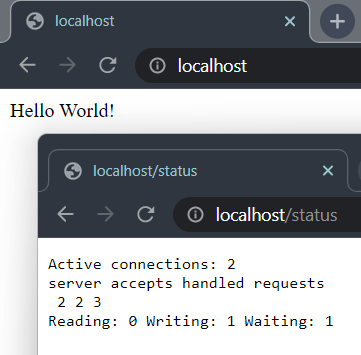 localhost
localhost
Hello World!
localhost/status
localhost/status
Active connections: 2
server accepts handled requests
 2 2 3
Reading: 0 Writing: 1 Waiting: 1